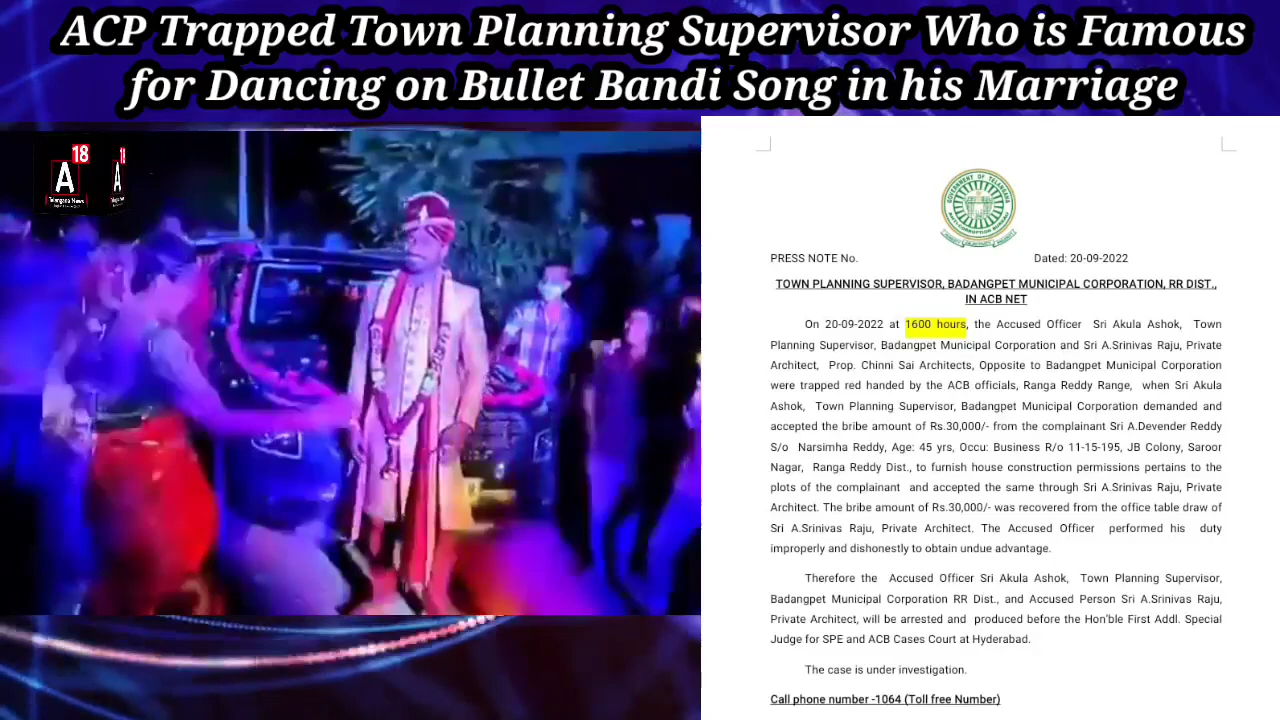 ACP Trapped Town Planning Supervisor Who is Famous
for Dancing on Bullet Bandi Song in his Marriage
A
18
Telangana News
A
18
GOVERNMENT OF TELANGANA
PRESS NOTE No. Dated: 20-09-2022
TOWN PLANNING SUPERVISOR, BADANGPET MUNICIPAL CORPORATION, RR DIST.,
IN ACB NET
On 20-09-2022 at 1600 hours, the Accused Officer Sri Akula Ashok, Town
Planning Supervisor, Badangpet Municipal Corporation and Sri A.Srinivas Raju, Private
Architect, Prop. Chinni Sai Architects, Opposite to Badangpet Municipal Corporation
were trapped red handed by the ACB officials, Ranga Reddy Range, when Sri Akula
Ashok, Town Planning Supervisor, Badangpet Municipal Corporation demanded and
accepted the bribe amount of Rs.30,000/- from the complainant Sri A.Devender Reddy
S/o Narsimha Reddy, Age: 45 yrs, Occu: Business R/o 11-15-195, JB Colony, Saroor
Nagar, Ranga Reddy Dist., to furnish house construction permissions pertains to the
plots of the complainant and accepted the same through Sri A.Srinivas Raju, Private
Architect. The bribe amount of Rs.30,000/- was recovered from the office table draw of
Sri A.Srinivas Raju, Private Architect. The Accused Officer performed his duty
improperly and dishonestly to obtain undue advantage.
Therefore the Accused Officer Sri Akula Ashok, Town Planning Supervisor,
Badangpet Municipal Corporation RR Dist., and Accused Person Sri A.Srinivas Raju,
Private Architect, will be arrested and produced before the Hon'ble First Addl. Special
Judge for SPE and ACB Cases Court at Hyderabad.
The case is under investigation.
Call phone number -1064 (Toll free Number)